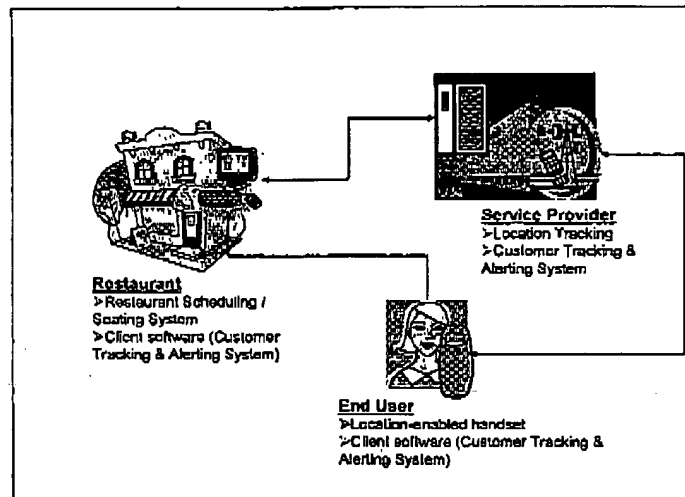 Service Provider
➢Location Tracking
➢Customer Tracking &
Alerting System
Restaurant
➢Restaurant Scheduling /
Seating System
➢Client software (Customer
Tracking & Alerting System)
End User
➢Location-enabled handset
➢Client software (Customer Tracking &
Alerting System)